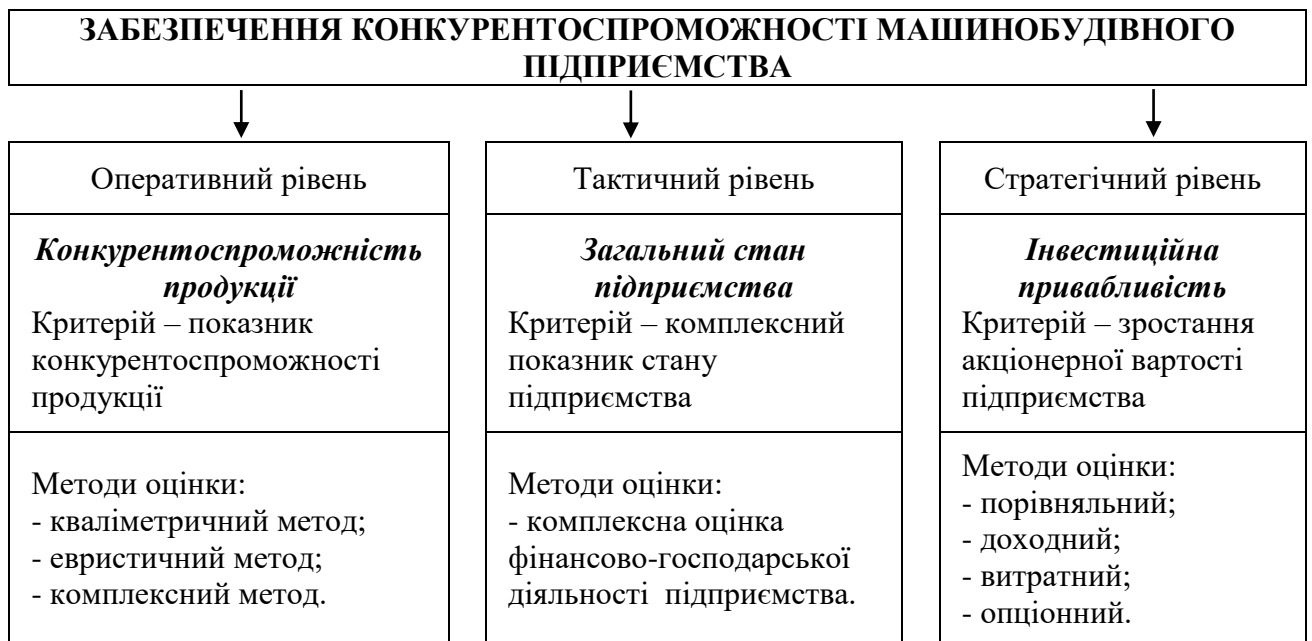 ЗАБЕЗПЕЧЕННЯ КОНКУРЕНТОСПРОМОЖНОСТІ МАШИНОБУДІВНОГО
ПІДПРИЄМСТВА
Оперативний рівень
Конкурентоспроможність
продукції
Критерій – показник
конкурентоспроможності
продукції
Методи оцінки:
- кваліметричний метод;
- евристичний метод;
- комплексний метод.
Тактичний рівень
Загальний стан
підприємства
Критерій – комплексний
показник стану
підприємства
Методи оцінки:
- комплексна оцінка
фінансово-господарської
діяльності підприємства.
Стратегічний рівень
Інвестиційна
привабливість
Критерій – зростання
акціонерної вартості
підприємства
Методи оцінки:
- порівняльний;
- доходний;
- витратний;
- опціонний.